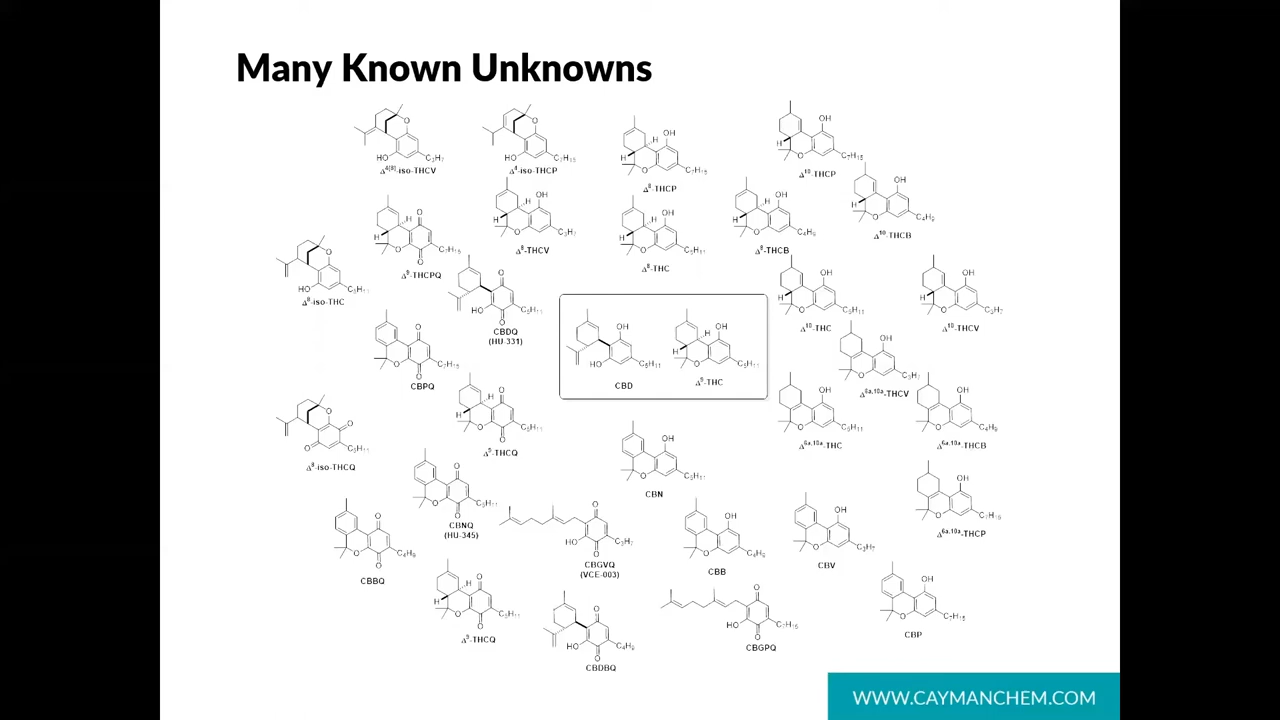 Many Known Unknowns
Δ4(8)-iso-THCV
Δ4-iso-THCP
Δ8-THCP
Δ10-THCP
Δ9-THCPQ
Δ8-THCV
Δ8-THC
Δ8-THCB
Δ10-THCB
Δ8-iso-THC
CBDQ
(HU-331)
Δ10-THC
Δ10-THCV
CBPQ
CBD
Δ9-THC
Δ6a,10a-THCV
Δ8-iso-THCQ
Δ9-THCQ
Δ6a,10a-THC
Δ6a,10a-THCB
CBN
CBNQ
(HU-345)
Δ6a,10a-THCP
CBBQ
CBGVQ
(VCE-003)
CBB
CBV
Δ9-THCQ
CBDBQ
CBGPQ
CBP
WWW.CAYMANCHEM.COM